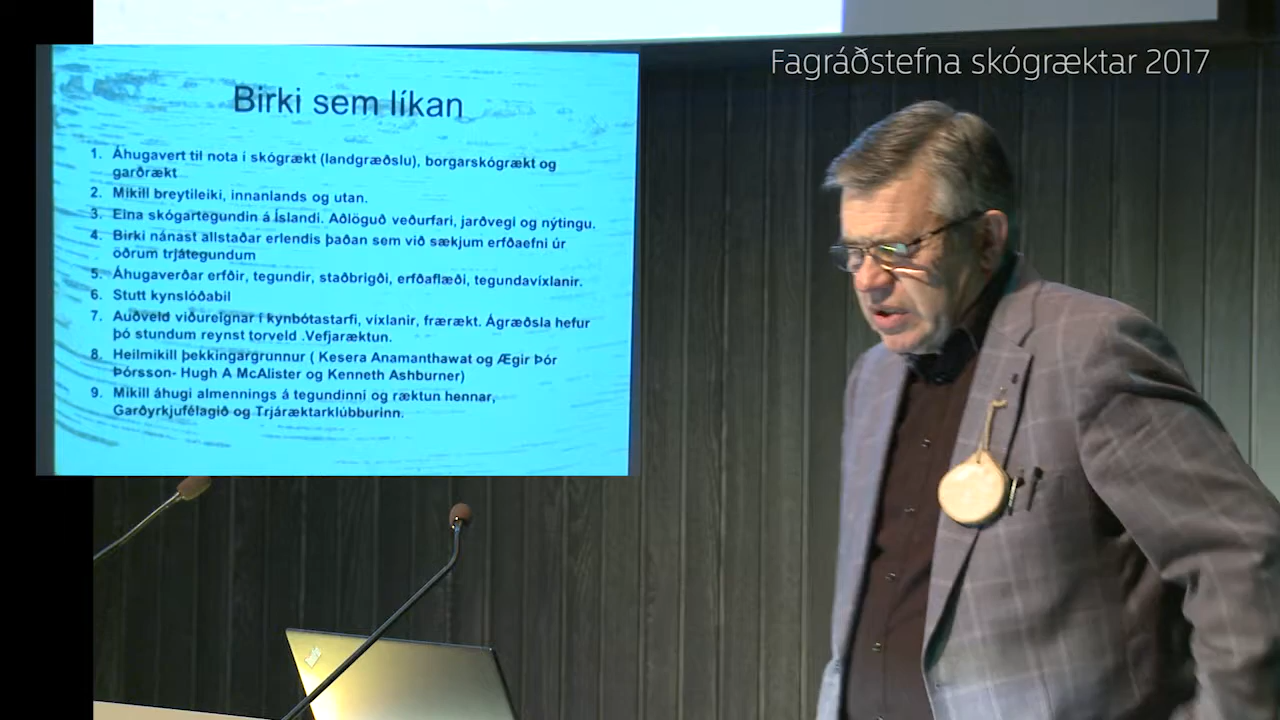 Fagráðstefna skógræktar 2017
Birki sem líkan
1. Áhugavert til nota í skógrækt (landgræðslu), borgarskógrækt og
garðrækt
2. Mikill breytileiki, innanlands og utan.
3. Eina skógartegundin á Íslandi. Aðlöguð veðurfari, jarðvegi og nýtingu.
4. Birki nánast allstaðar erlendis þaðan sem við sækjum erfðaefni úr
öðrum trjátegundum
5. Áhugaverðar erfðir, tegundir, staðbrigði, erfðaflæði, tegundavíxlanir.
6. Stutt kynslóðabil
7. Auðveld viðureignar í kynbótastarfi, víxlanir, frærækt. Ágræðsla hefur
þó stundum reynst torveld .Vefjaræktun.
8. Heilmikill þekkingargrunnur ( Kesera Anamanthawat og Ægir Þór
Þórsson- Hugh A McAlister og Kenneth Ashburner)
9. Mikill áhugi almennings á tegundinni og ræktun hennar,
Garðyrkjufélagið og Trjáræktarklúbburinn.